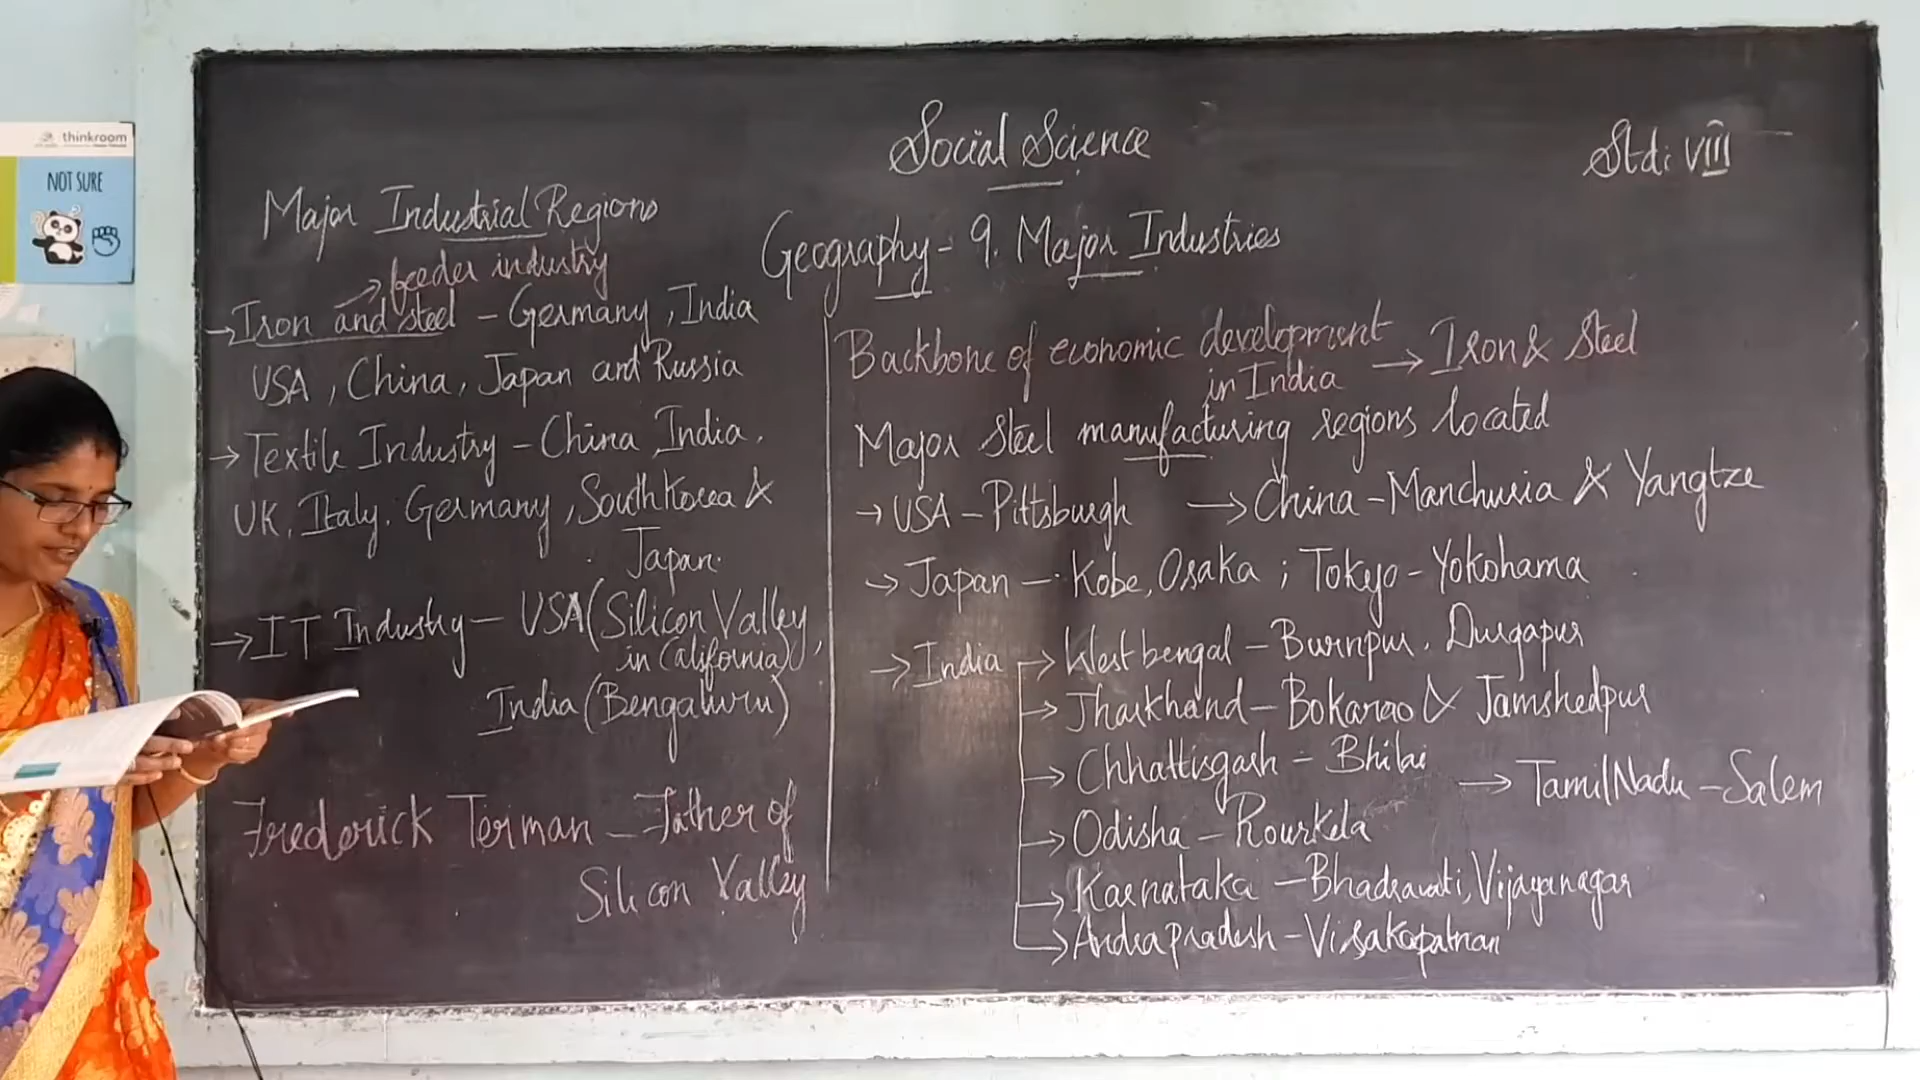 thinkroom
NOT SURE
Social Science
Std: VIII
Geography - 9. Major Industries
Major Industrial Regions
→ feeder industry
→ Iron and steel - Germany, India
USA, China, Japan and Russia
→ Textile Industry - China, India,
UK, Italy, Germany, South Korea &
Japan.
→ IT Industry - USA (Silicon Valley,
in California),
India (Bengaluru)
Frederick Terman - Father of
Silicon Valley
Backbone of economic development → Iron & Steel
in India
Major Steel manufacturing regions located
→ USA - Pittsburgh → China - Manchuria & Yangtze
→ Japan - Kobe, Osaka ; Tokyo - Yokohama
→ India → West bengal - Burnpur, Durgapur
→ Jharkhand - Bokarao & Jamshedpur
→ Chhattisgarh - Bhilai → Tamil Nadu - Salem
→ Odisha - Rourkela
→ Karnataka - Bhadravati, Vijayanagar
→ Andrapradesh - Visakapatnan